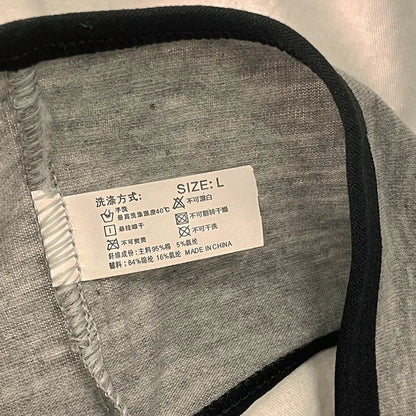 洗涤方式: SIZE: L
手洗 不可漂白
最高洗涤温度40℃
悬挂晾干 不可翻转干燥
不可熨烫 不可干洗
纤维成份: 主料95%棉 5%氨纶
辅料: 84%锦纶 16%氨纶 MADE IN CHINA